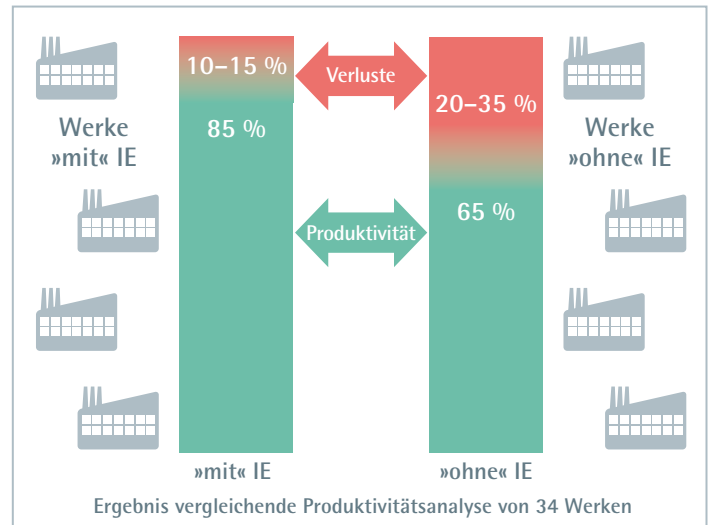 10–15 %
Verluste
20–35 %
Werke
»mit« IE
85 %
Werke
»ohne« IE
65 %
Produktivität
»mit« IE
»ohne« IE
Ergebnis vergleichende Produktivitätsanalyse von 34 Werken